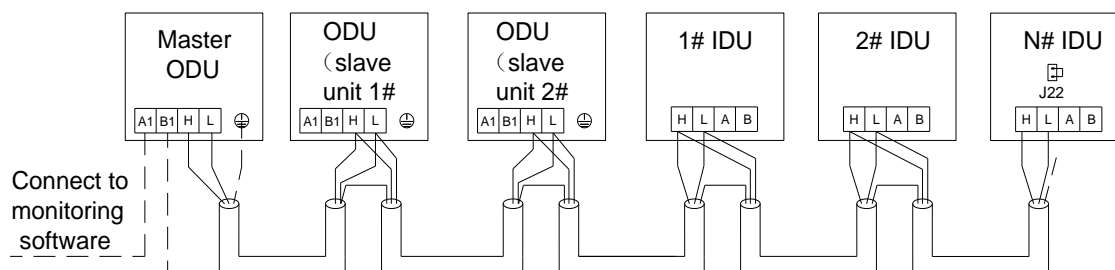 Master
ODU
ODU
（slave
unit 1#
ODU
（slave
unit 2#
1# IDU
2# IDU
N# IDU
J22
A1 B1 H L
A1 B1 H L
A1 B1 H L
H L A B
H L A B
H L A B
Connect to
monitoring
software